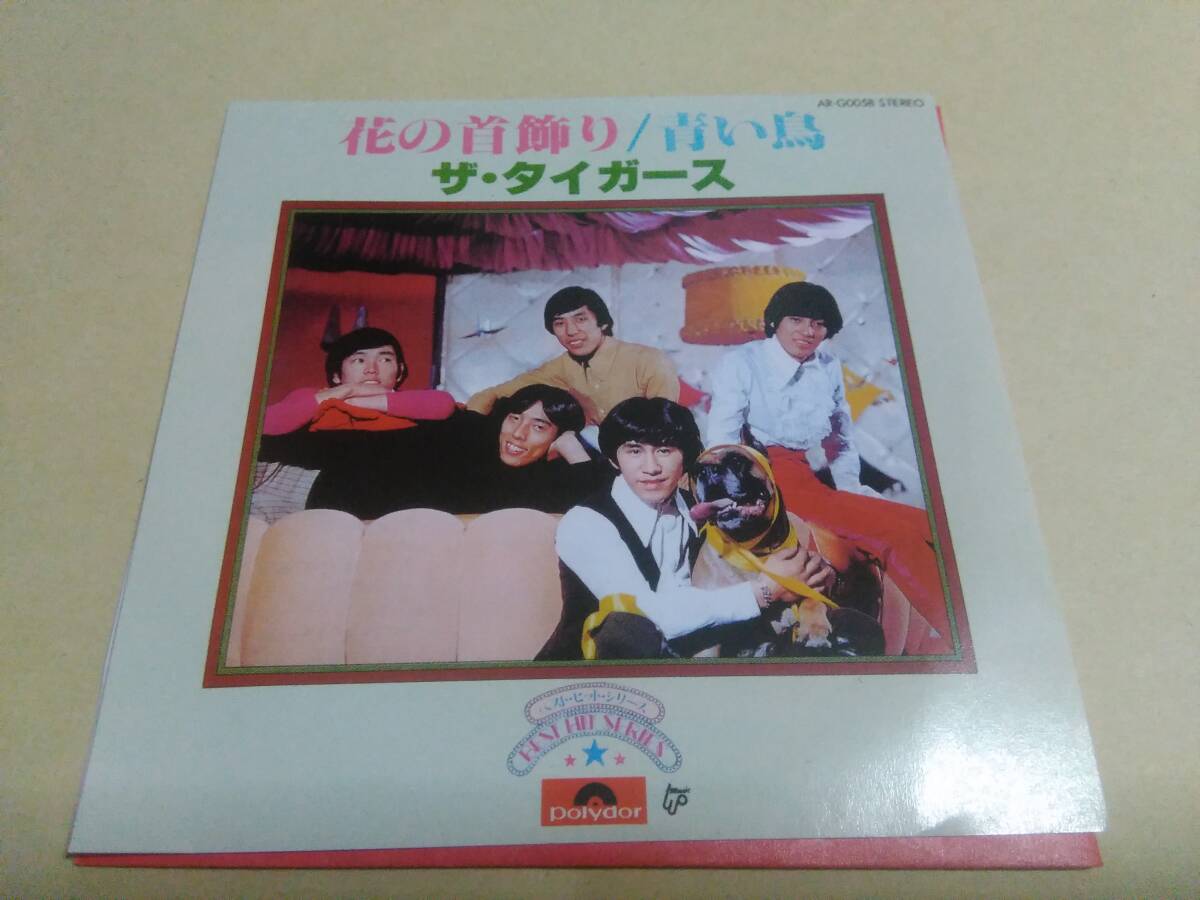 AR-G0058 STEREO
花の首飾り/青い鳥
ザ・タイガース
ベスト・ヒット・シリーズ
BEST HIT SERIES
polydor